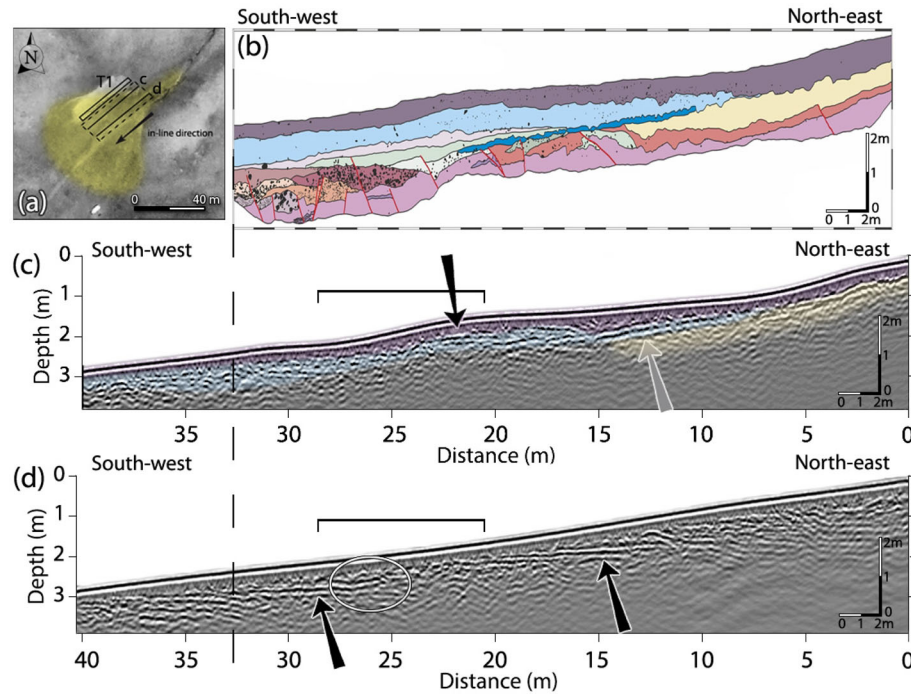 South-west
North-east
(b)
N
T1
c
d
in-line direction
(a)
0 40 m
2m
1
0
0 1 2m
South-west
North-east
(c)
0
1
2
3
Depth (m)
2m
1
0
0 1 2m
35 30 25 20 15 10 5 0
Distance (m)
South-west
North-east
(d)
0
1
2
3
Depth (m)
2m
1
0
0 1 2m
40 35 30 25 20 15 10 5 0
Distance (m)